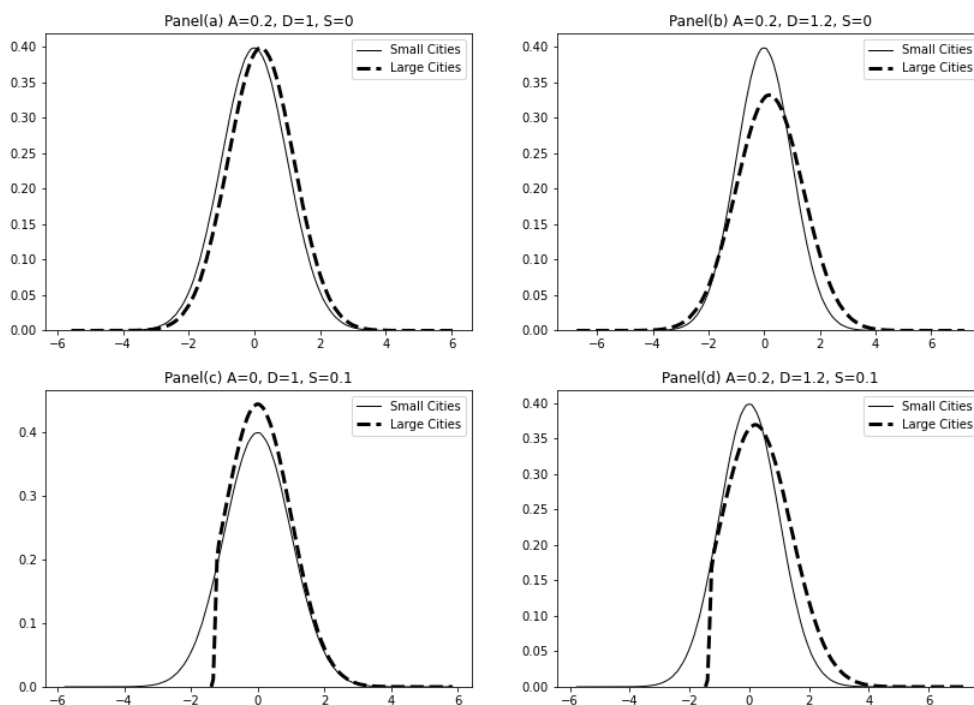 Panel(a) A=0.2, D=1, S=0
0.40
0.35
0.30
0.25
0.20
0.15
0.10
0.05
0.00
−6 −4 −2 0 2 4 6
Small Cities
Large Cities
Panel(b) A=0.2, D=1.2, S=0
0.40
0.35
0.30
0.25
0.20
0.15
0.10
0.05
0.00
−6 −4 −2 0 2 4 6
Small Cities
Large Cities
Panel(c) A=0, D=1, S=0.1
0.4
0.3
0.2
0.1
0.0
−6 −4 −2 0 2 4 6
Small Cities
Large Cities
Panel(d) A=0.2, D=1.2, S=0.1
0.40
0.35
0.30
0.25
0.20
0.15
0.10
0.05
0.00
−6 −4 −2 0 2 4 6
Small Cities
Large Cities